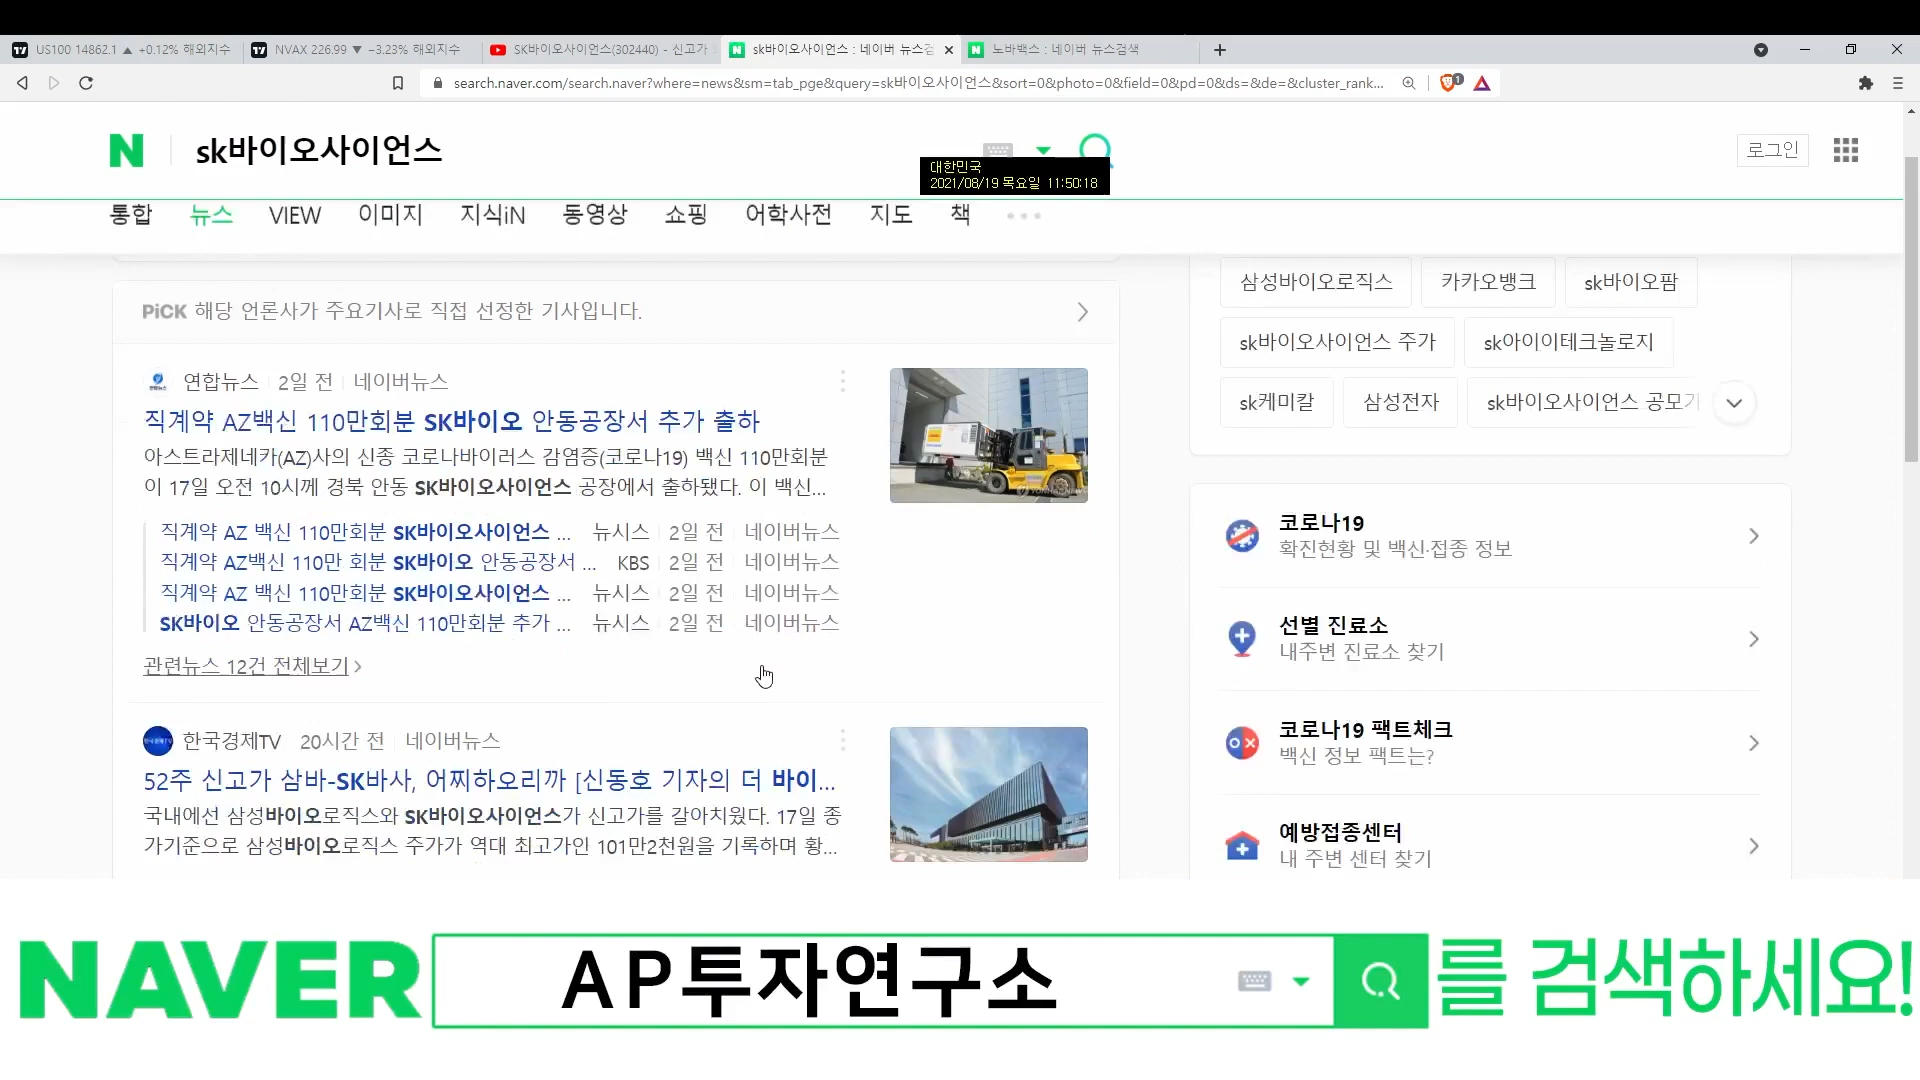 US100 14862.1 ▲ +0.12% 해외지수
NVAX 226.99 ▼ −3.23% 해외지수
SK바이오사이언스(302440) - 신고가
sk바이오사이언스 : 네이버 뉴스검
노바백스 : 네이버 뉴스검색
search.naver.com/search.naver?where=news&sm=tab_pge&query=sk바이오사이언스&sort=0&photo=0&field=0&pd=0&ds=&de=&cluster_rank...
1
N
sk바이오사이언스
로그인
대한민국
2021/08/19 목요일 11:50:18
통합 뉴스 VIEW 이미지 지식iN 동영상 쇼핑 어학사전 지도 책
PiCK 해당 언론사가 주요기사로 직접 선정한 기사입니다.
연합뉴스 2일 전 네이버뉴스
직계약 AZ백신 110만회분 SK바이오 안동공장서 추가 출하
아스트라제네카(AZ)사의 신종 코로나바이러스 감염증(코로나19) 백신 110만회분
이 17일 오전 10시께 경북 안동 SK바이오사이언스 공장에서 출하됐다. 이 백신...
직계약 AZ 백신 110만회분 SK바이오사이언스 ... 뉴시스 2일 전 네이버뉴스
직계약 AZ백신 110만 회분 SK바이오 안동공장서 ... KBS 2일 전 네이버뉴스
직계약 AZ 백신 110만회분 SK바이오사이언스 ... 뉴시스 2일 전 네이버뉴스
SK바이오 안동공장서 AZ백신 110만회분 추가 ... 뉴시스 2일 전 네이버뉴스
관련뉴스 12건 전체보기
한국경제TV 20시간 전 네이버뉴스
52주 신고가 삼바-SK바사, 어찌하오리까 [신동호 기자의 더 바이...
국내에선 삼성바이오로직스와 SK바이오사이언스가 신고가를 갈아치웠다. 17일 종
가기준으로 삼성바이오로직스 주가가 역대 최고가인 101만2천원을 기록하며 황...
삼성바이오로직스 카카오뱅크 sk바이오팜
sk바이오사이언스 주가 sk아이이테크놀로지
sk케미칼 삼성전자 sk바이오사이언스 공모가
코로나19
확진현황 및 백신·접종 정보
선별 진료소
내주변 진료소 찾기
코로나19 팩트체크
백신 정보 팩트는?
예방접종센터
내 주변 센터 찾기
NAVER AP투자연구소 를 검색하세요!